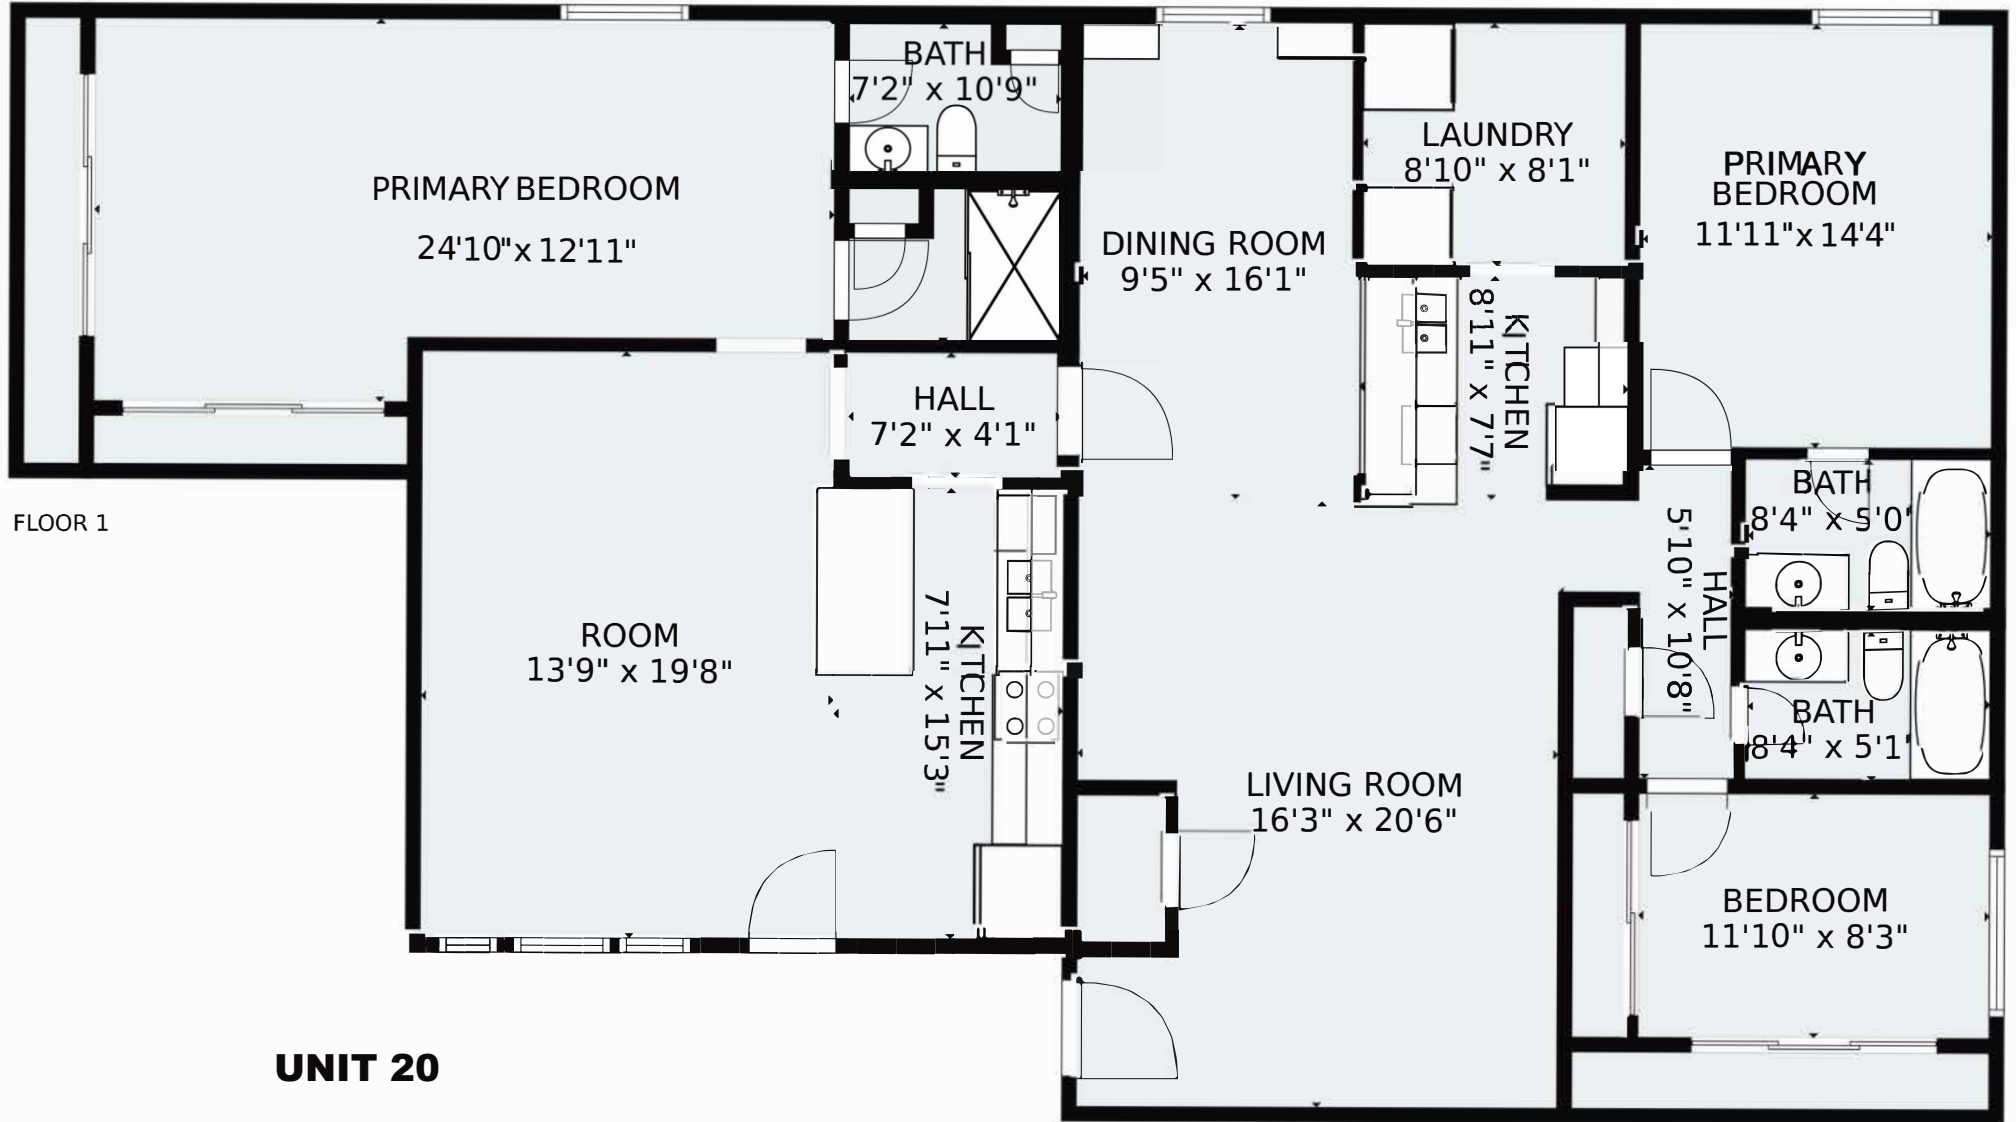 PRIMARY BEDROOM
24'10"x 12'11"
BATH
7'2" x 10'9"
DINING ROOM
9'5" x 16'1"
LAUNDRY
8'10" x 8'1"
PRIMARY
BEDROOM
11'11"x 14'4"
KITCHEN
8'11" x 7'7"
HALL
7'2" x 4'1"
BATH
8'4" x 5'0"
FLOOR 1
HALL
5'10" x 10'8"
ROOM
13'9" x 19'8"
KITCHEN
7'11" x 15'3"
BATH
8'4" x 5'1"
LIVING ROOM
16'3" x 20'6"
BEDROOM
11'10" x 8'3"
UNIT 20